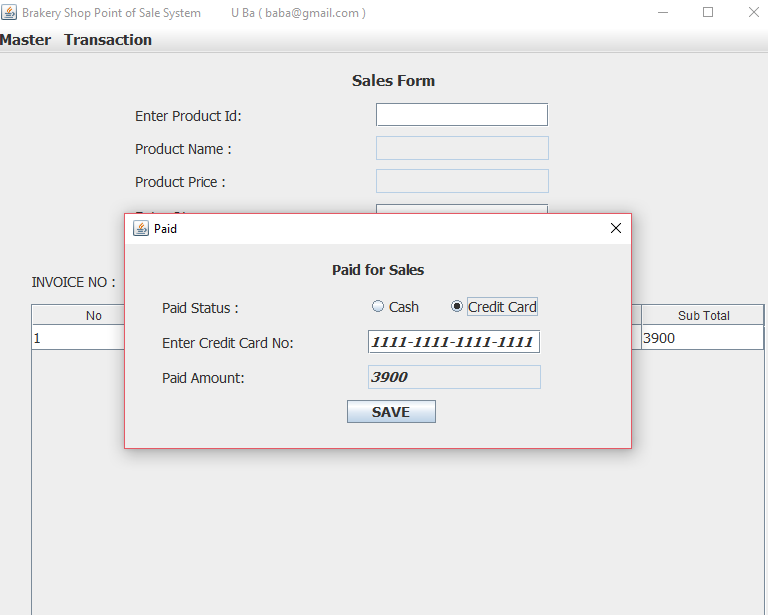 Brakery Shop Point of Sale System U Ba ( baba@gmail.com )
Master Transaction
Sales Form
Enter Product Id:
Product Name :
Product Price :
Paid
Paid for Sales
INVOICE NO :
Paid Status : Cash Credit Card
No Sub Total
1 3900
Enter Credit Card No: 1111-1111-1111-1111
Paid Amount: 3900
SAVE